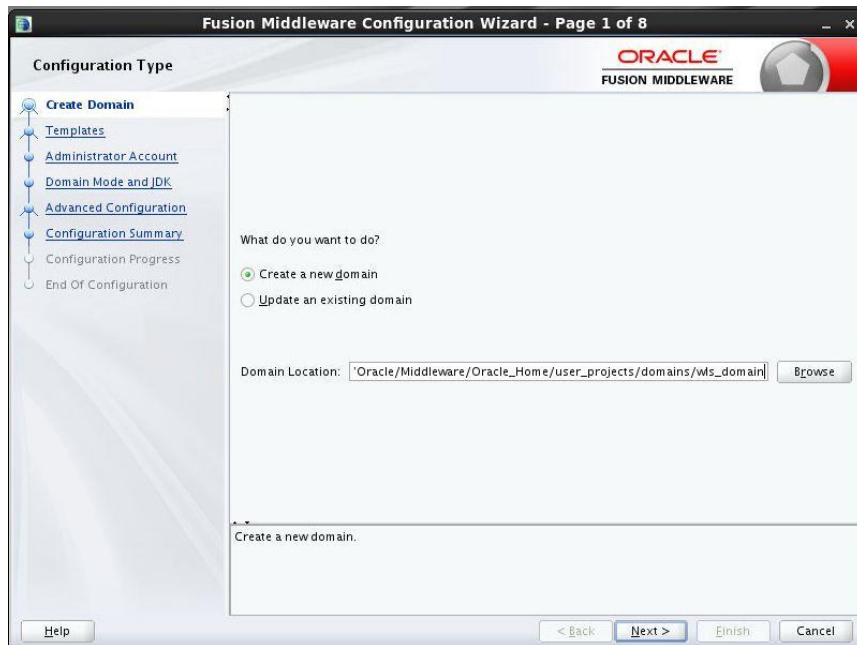 Fusion Middleware Configuration Wizard - Page 1 of 8
Configuration Type
ORACLE
FUSION MIDDLEWARE
Create Domain
Templates
Administrator Account
Domain Mode and JDK
Advanced Configuration
Configuration Summary
Configuration Progress
End Of Configuration
What do you want to do?
Create a new domain
Update an existing domain
Domain Location: 'Oracle/Middleware/Oracle_Home/user_projects/domains/wls_domain Browse
Create a new domain.
Help < Back Next > Finish Cancel